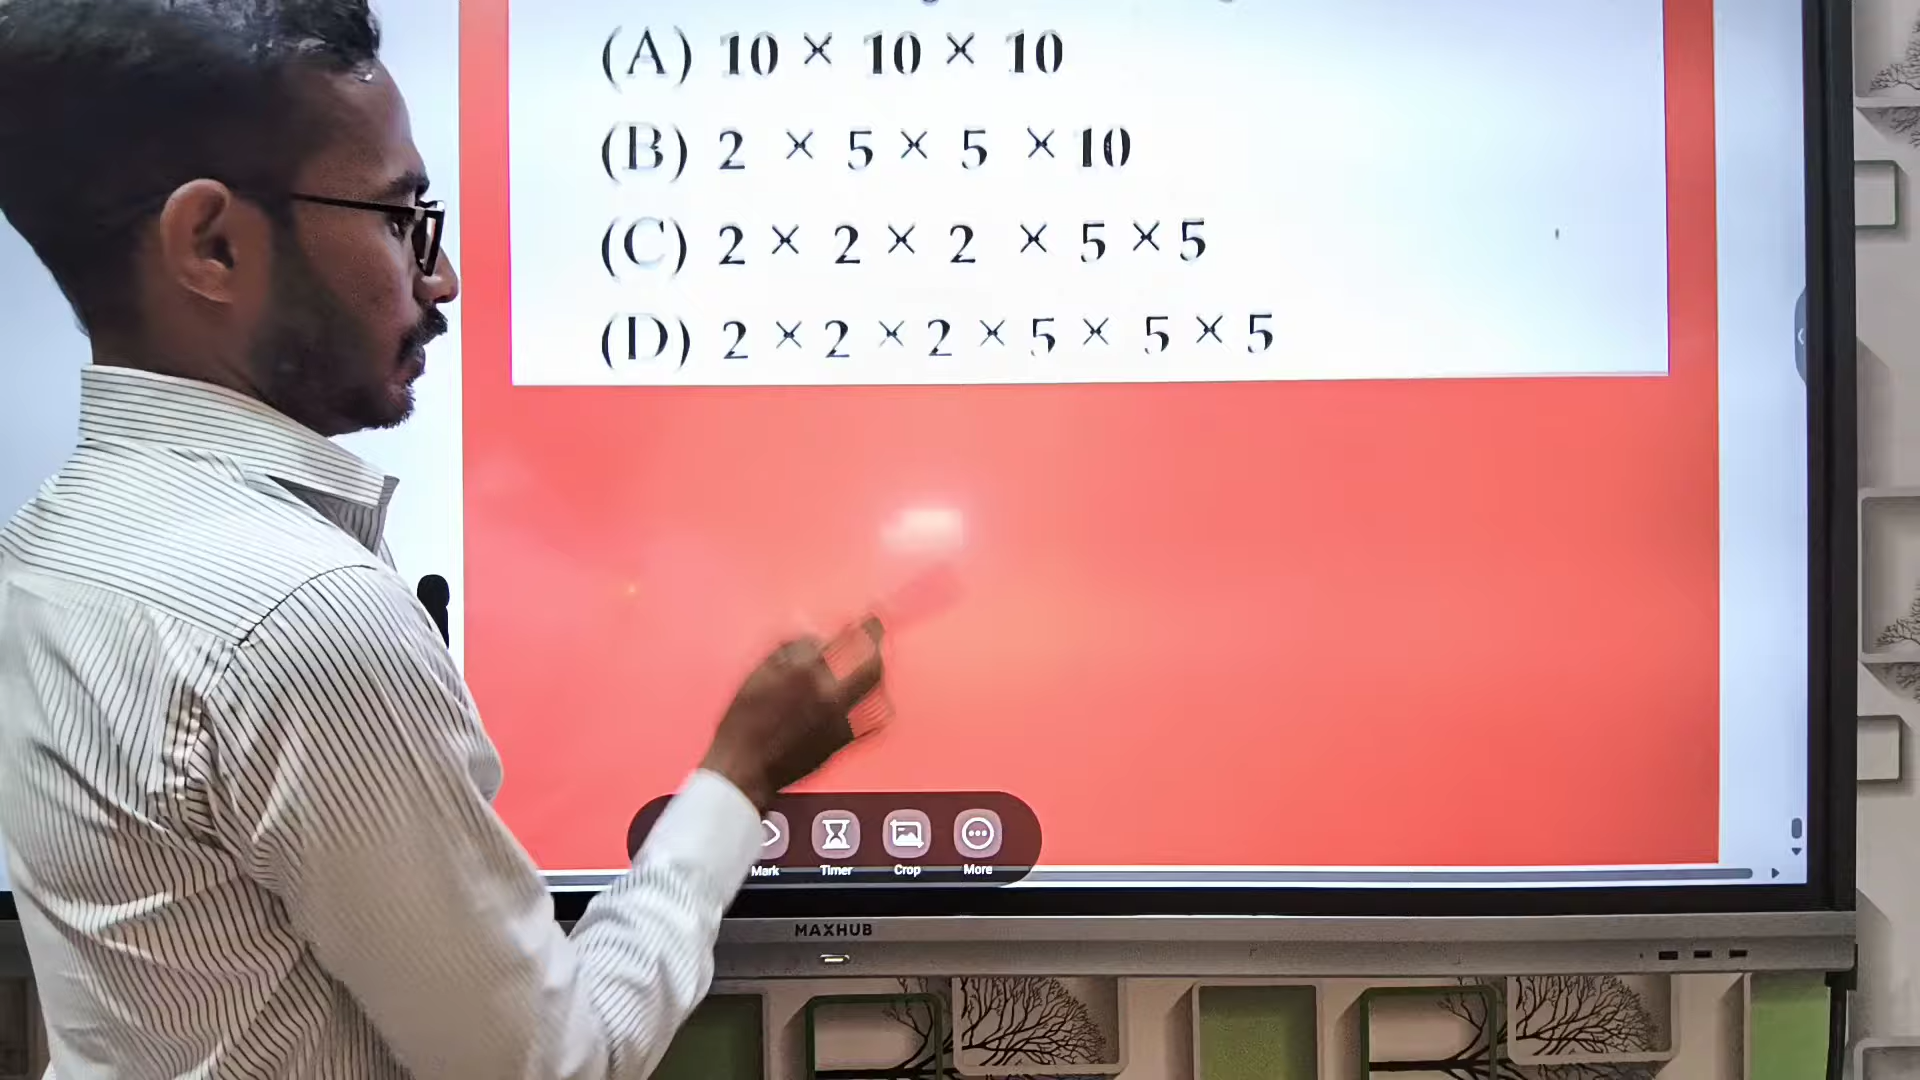 (A) 10 × 10 × 10
(B) 2 × 5 × 5 × 10
(C) 2 × 2 × 2 × 5 × 5
(D) 2 × 2 × 2 × 5 × 5 × 5
Mark Timer Crop More
MAXHUB